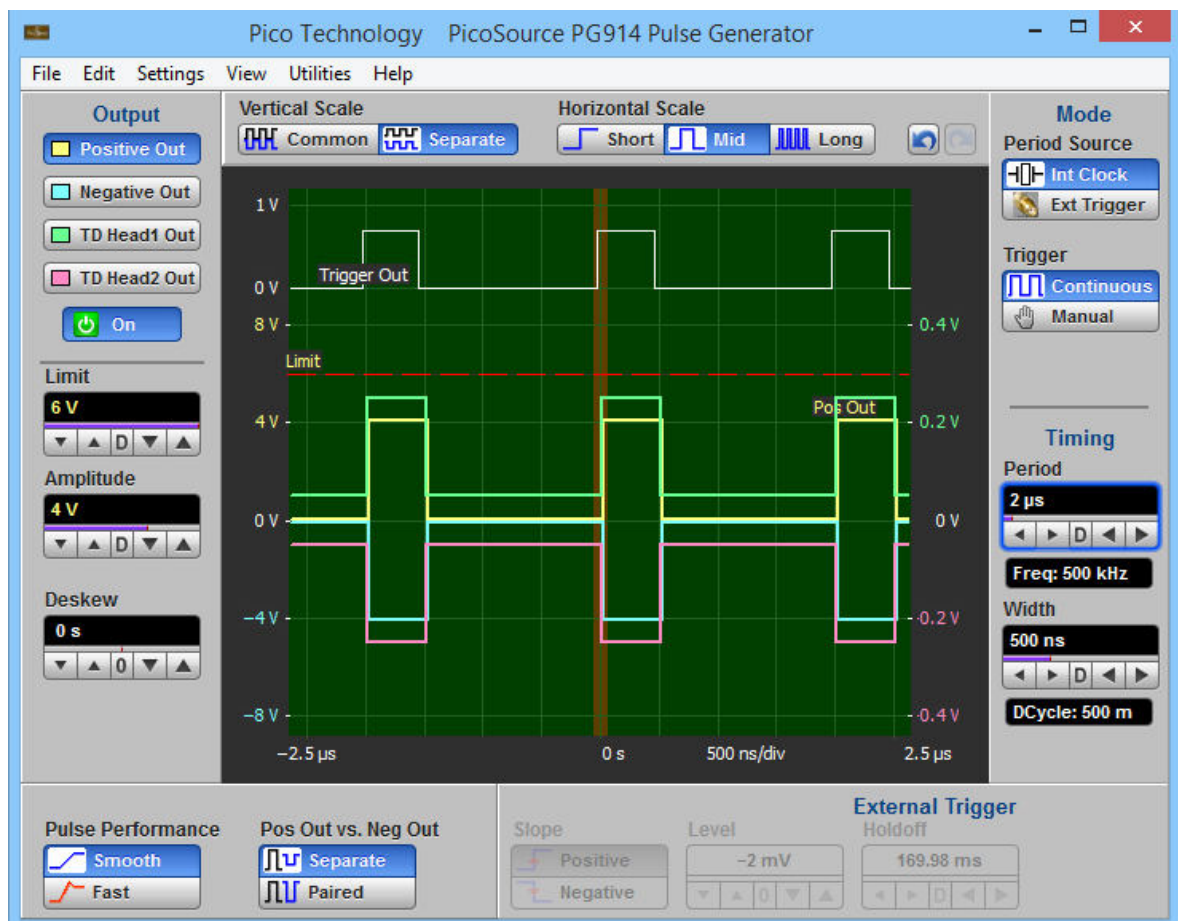 Pico Technology PicoSource PG914 Pulse Generator
File Edit Settings View Utilities Help
Output
Positive Out
Negative Out
TD Head1 Out
TD Head2 Out
On
Limit
6 V
D
Amplitude
4 V
D
Deskew
0 s
0
Vertical Scale
Common
Separate
Horizontal Scale
Short
Mid
Long
1 V
Trigger Out
0 V
8 V
0.4 V
Limit
Pos Out
4 V
0.2 V
0 V
0 V
−4 V
-0.2 V
−8 V
-0.4 V
−2.5 µs
0 s
500 ns/div
2.5 µs
Mode
Period Source
Int Clock
Ext Trigger
Trigger
Continuous
Manual
Timing
Period
2 µs
D
Freq: 500 kHz
Width
500 ns
D
DCycle: 500 m
Pulse Performance
Smooth
Fast
Pos Out vs. Neg Out
Separate
Paired
External Trigger
Slope
Positive
Negative
Level
−2 mV
0
Holdoff
169.98 ms
D